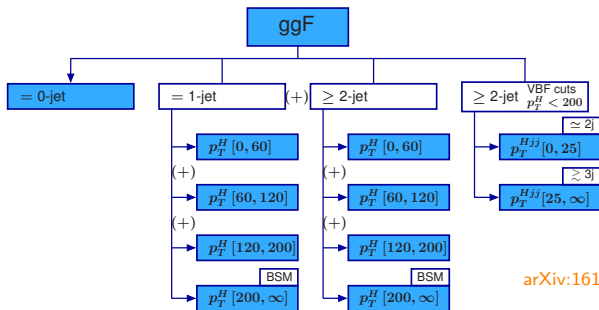 ggF
= 0-jet
= 1-jet
(+)
≥ 2-jet
≥ 2-jet VBF cuts
p_T^H < 200
≃ 2j
p_T^H [0, 60]
p_T^H [0, 60]
p_T^{Hjj} [0, 25]
(+)
(+)
≳ 3j
p_T^H [60, 120]
p_T^H [60, 120]
p_T^{Hjj} [25, ∞]
(+)
(+)
p_T^H [120, 200]
p_T^H [120, 200]
BSM
BSM
arXiv:161
p_T^H [200, ∞]
p_T^H [200, ∞]